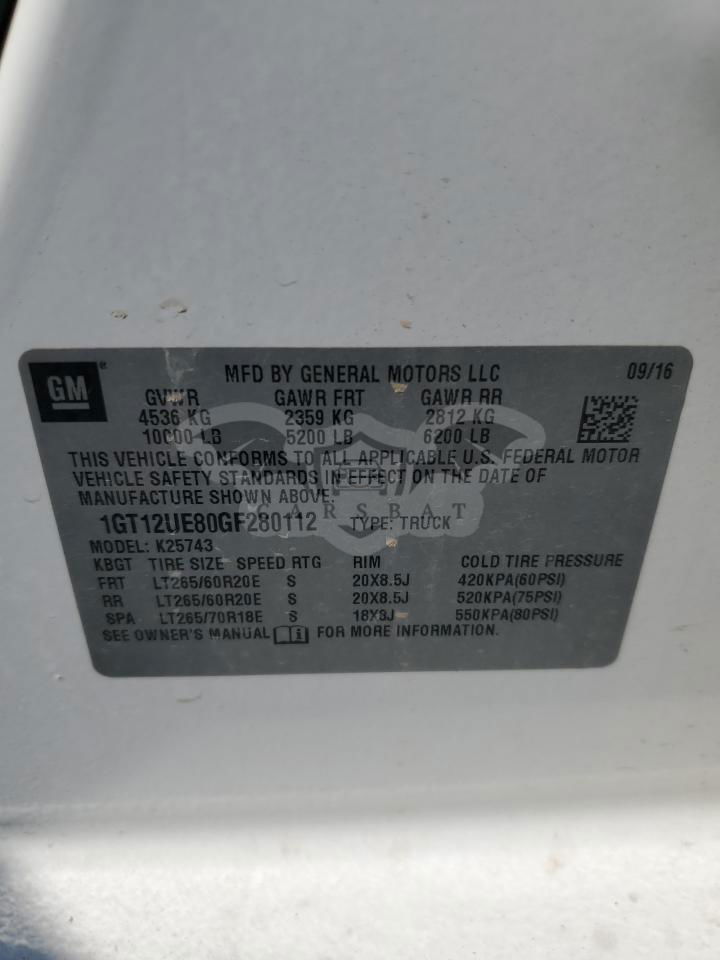 GM ®
MFD BY GENERAL MOTORS LLC 09/16
GVWR GAWR FRT GAWR RR
4536 KG 2359 KG 2812 KG
10000 LB 5200 LB 6200 LB
THIS VEHICLE CONFORMS TO ALL APPLICABLE U.S. FEDERAL MOTOR
VEHICLE SAFETY STANDARDS IN EFFECT ON THE DATE OF
MANUFACTURE SHOWN ABOVE.
CARSBAT
1GT12UE80GF280112 TYPE: TRUCK
MODEL: K25743
KBGT TIRE SIZE SPEED RTG RIM COLD TIRE PRESSURE
FRT LT265/60R20E S 20X8.5J 420KPA(60PSI)
RR LT265/60R20E S 20X8.5J 520KPA(75PSI)
SPA LT265/70R18E S 18X8J 550KPA(80PSI)
SEE OWNER'S MANUAL i FOR MORE INFORMATION.